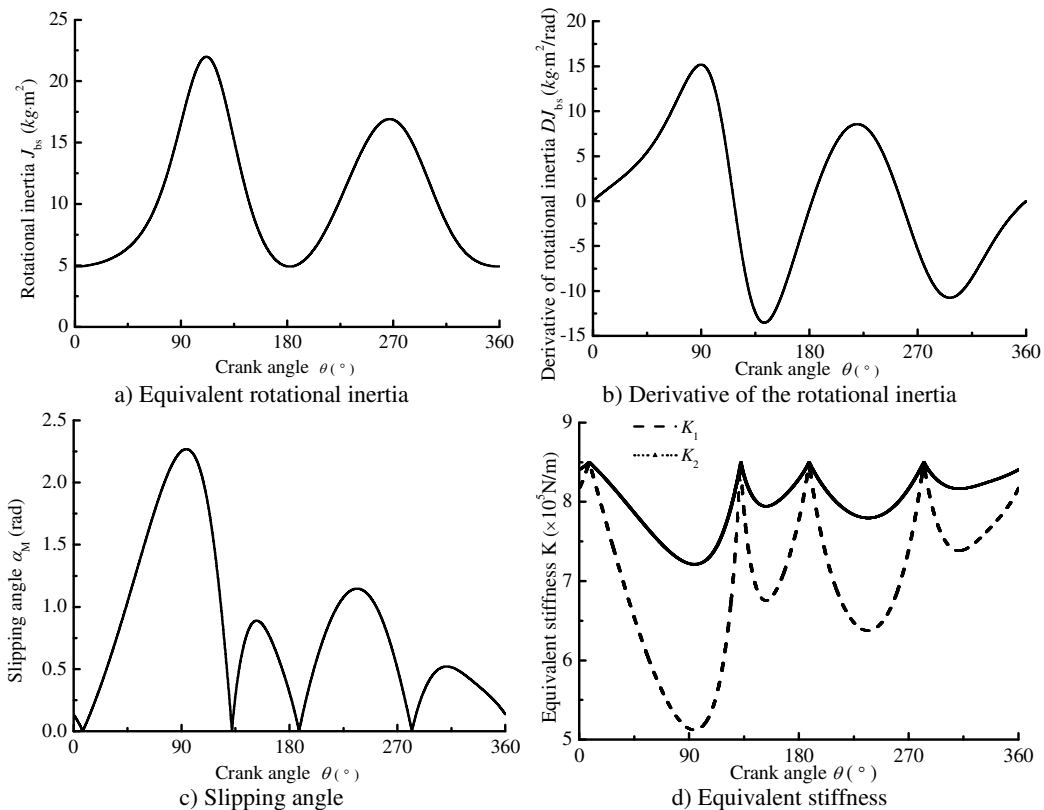 25
20
15
10
5
0
0 90 180 270 360
Rotational inertia J_bs (kg·m²)
Crank angle θ(°)
a) Equivalent rotational inertia
20
15
10
5
0
-5
-10
-15
0 90 180 270 360
Derivative of rotational inertia DJ_bs (kg·m²/rad)
Crank angle θ(°)
b) Derivative of the rotational inertia
2.5
2.0
1.5
1.0
0.5
0.0
0 90 180 270 360
Slipping angle α_M (rad)
Crank angle θ(°)
c) Slipping angle
9
8
7
6
5
0 90 180 270 360
K₁
K₂
Equivalent stiffness K (×10⁵N/m)
Crank angle θ(°)
d) Equivalent stiffness